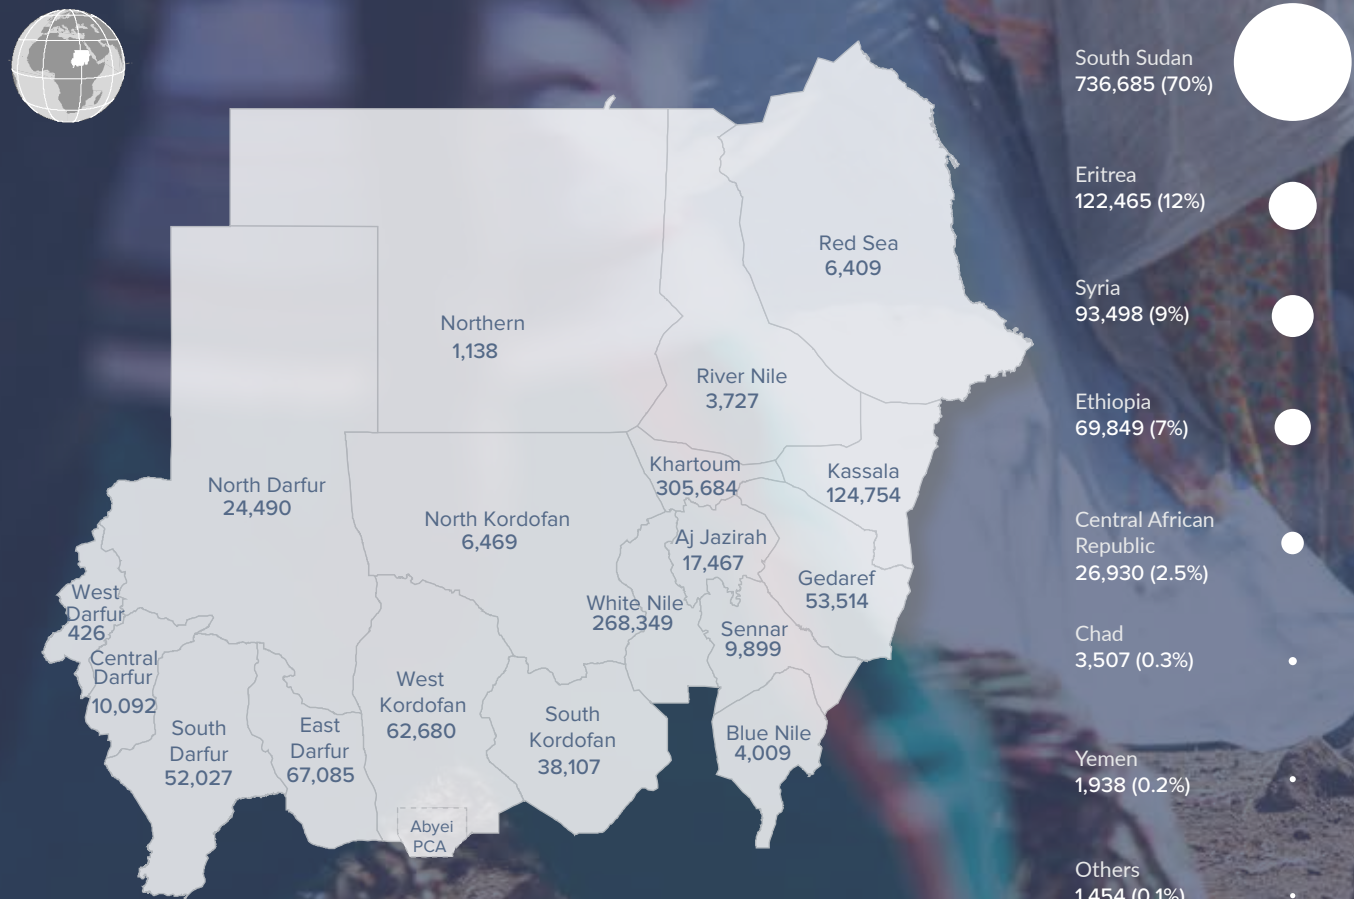 Northern
1,138
Red Sea
6,409
River Nile
3,727
Khartoum
305,684
Kassala
124,754
North Darfur
24,490
North Kordofan
6,469
Aj Jazirah
17,467
Gedaref
53,514
White Nile
268,349
Sennar
9,899
West
Darfur
426
Central
Darfur
10,092
South
Darfur
52,027
East
Darfur
67,085
West
Kordofan
62,680
South
Kordofan
38,107
Blue Nile
4,009
Abyei
PCA
South Sudan
736,685 (70%)
Eritrea
122,465 (12%)
Syria
93,498 (9%)
Ethiopia
69,849 (7%)
Central African
Republic
26,930 (2.5%)
Chad
3,507 (0.3%)
Yemen
1,938 (0.2%)
Others
1,454 (0.1%)